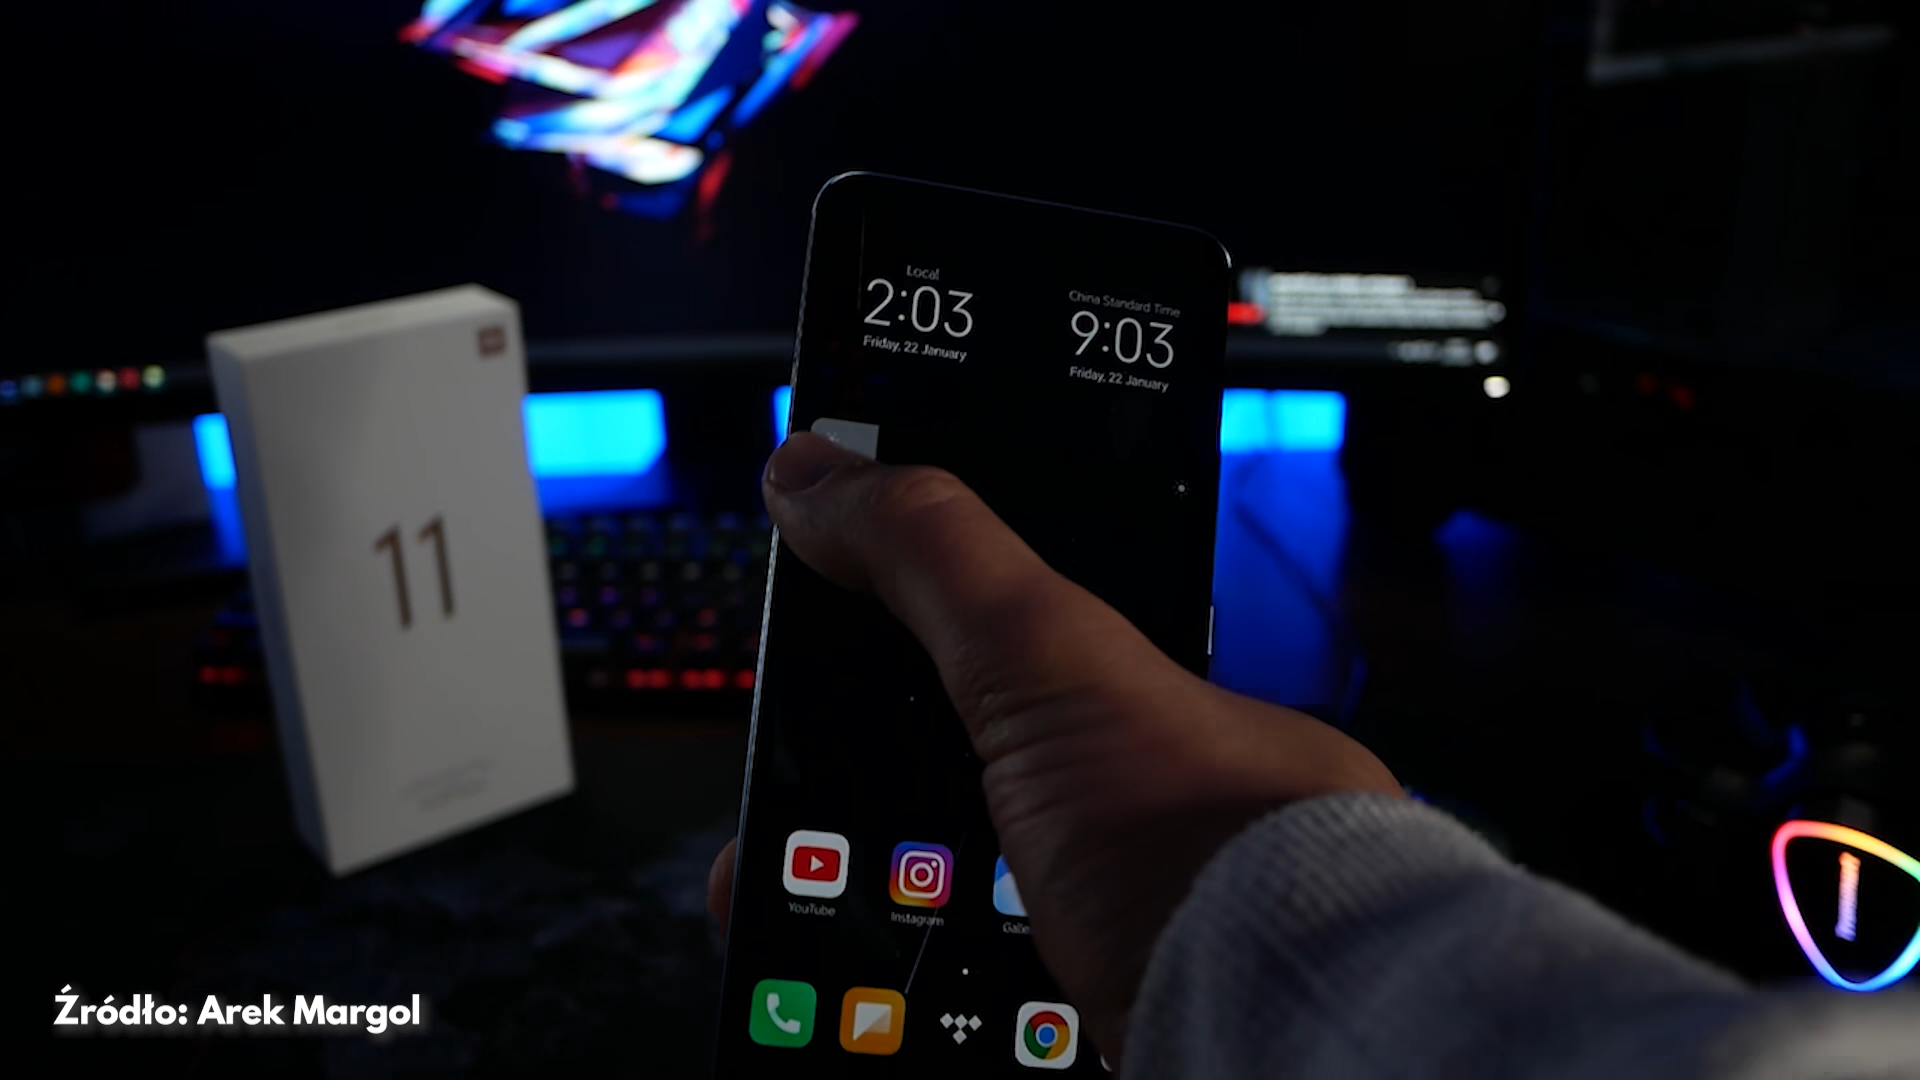 Local
2:03
Friday, 22 January
China Standard Time
9:03
Friday, 22 January
11
YouTube
Instagram
Źródło: Arek Margol